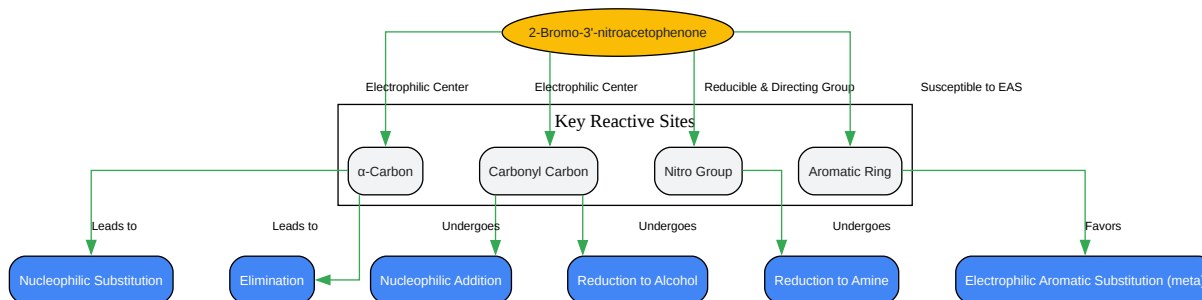 2-Bromo-3'-nitroacetophenone
Electrophilic Center
Electrophilic Center
Reducible & Directing Group
Susceptible to EAS
Key Reactive Sites
α-Carbon
Carbonyl Carbon
Nitro Group
Aromatic Ring
Leads to
Leads to
Undergoes
Undergoes
Undergoes
Favors
Nucleophilic Substitution
Elimination
Nucleophilic Addition
Reduction to Alcohol
Reduction to Amine
Electrophilic Aromatic Substitution (meta)